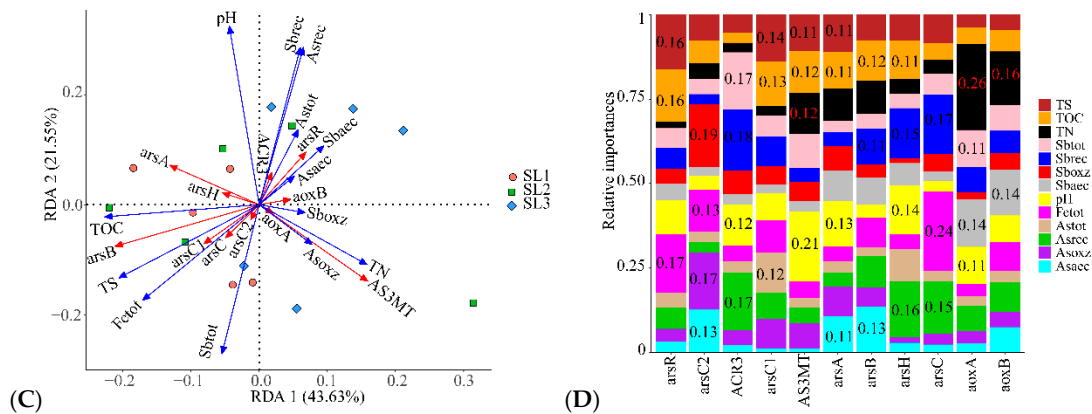 (C)
RDA 2 (21.55%)
0.2
0.0
−0.2
−0.2
−0.1
0.0
0.1
0.2
0.3
RDA 1 (43.63%)
pH
Sbrec
Asrec
Astot
Sbaec
arsR
ACR3
Asaec
aoxB
Sboxz
arsA
arsH
TOC
arsB
arsC1
arsC
arsC2
aoxA
Asoxz
TN
AS3MT
TS
Fetot
Sbtot
SL1
SL2
SL3
(D)
Relative importances
1
0.75
0.5
0.25
0
0.16
0.16
0.17
0.19
0.13
0.17
0.13
0.17
0.18
0.12
0.17
0.14
0.13
0.12
0.11
0.12
0.12
0.21
0.11
0.11
0.13
0.11
0.12
0.11
0.13
0.11
0.15
0.14
0.16
0.17
0.24
0.15
0.26
0.11
0.14
0.11
0.16
0.14
arsR
arsC2
ACR3
arsC1
AS3MT
arsA
arsB
arsH
arsC
aoxA
aoxB
TS
TOC
TN
Sbtot
Sbrec
Sboxz
Sbaec
pH
Fetot
Astot
Asrec
Asoxz
Asaec